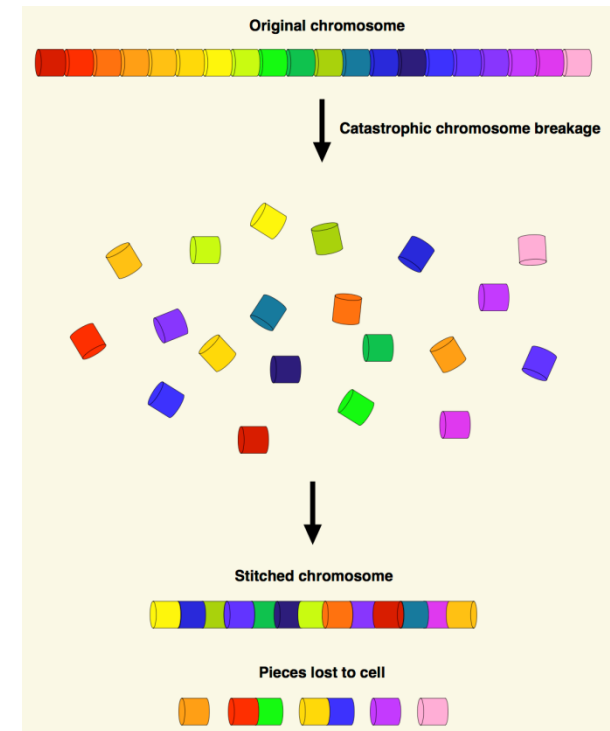 Original chromosome
Catastrophic chromosome breakage
Stitched chromosome
Pieces lost to cell